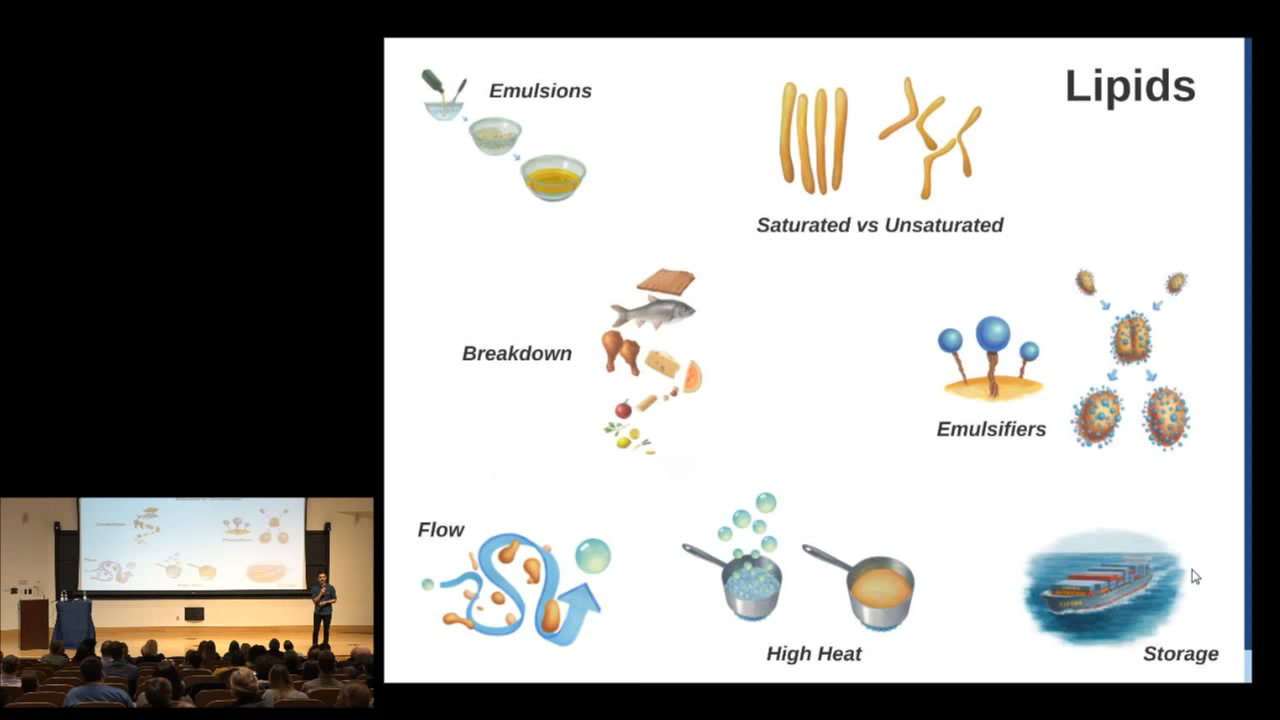 Lipids
Emulsions
Saturated vs Unsaturated
Breakdown
Emulsifiers
Flow
High Heat
Storage